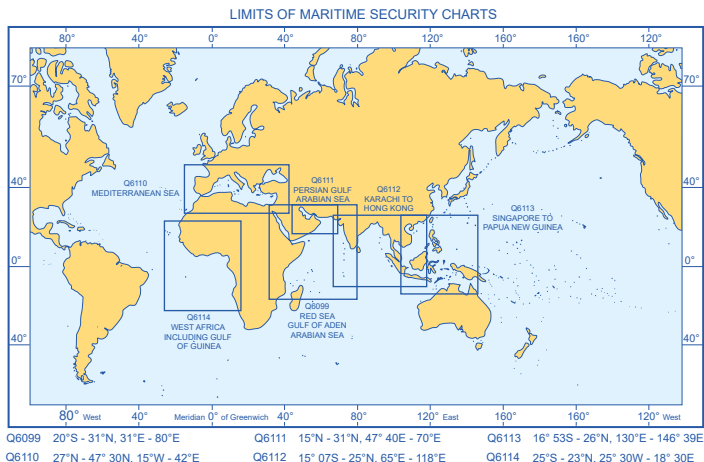 LIMITS OF MARITIME SECURITY CHARTS
80° 40° 0° 40° 80° 120° 160° 160° 120°
70° 70°
Q6110
MEDITERRANEAN SEA
Q6111
PERSIAN GULF
ARABIAN SEA
Q6112
KARACHI TO
HONG KONG
Q6113
SINGAPORE TO
PAPUA NEW GUINEA
40° 40°
0° 0°
Q6114
WEST AFRICA
INCLUDING GULF
OF GUINEA
Q6099
RED SEA
GULF OF ADEN
ARABIAN SEA
40° 40°
80° West 40° Meridian 0° of Greenwich 40° 80° 120° East 160° 160° 120° West
Q6099 20°S - 31°N, 31°E - 80°E Q6111 15°N - 31°N, 47° 40E - 70°E Q6113 16° 53S - 26°N, 130°E - 146° 39E
Q6110 27°N - 47° 30N, 15°W - 42°E Q6112 15° 07S - 25°N, 65°E - 118°E Q6114 25°S - 23°N, 25° 30W - 18° 30E